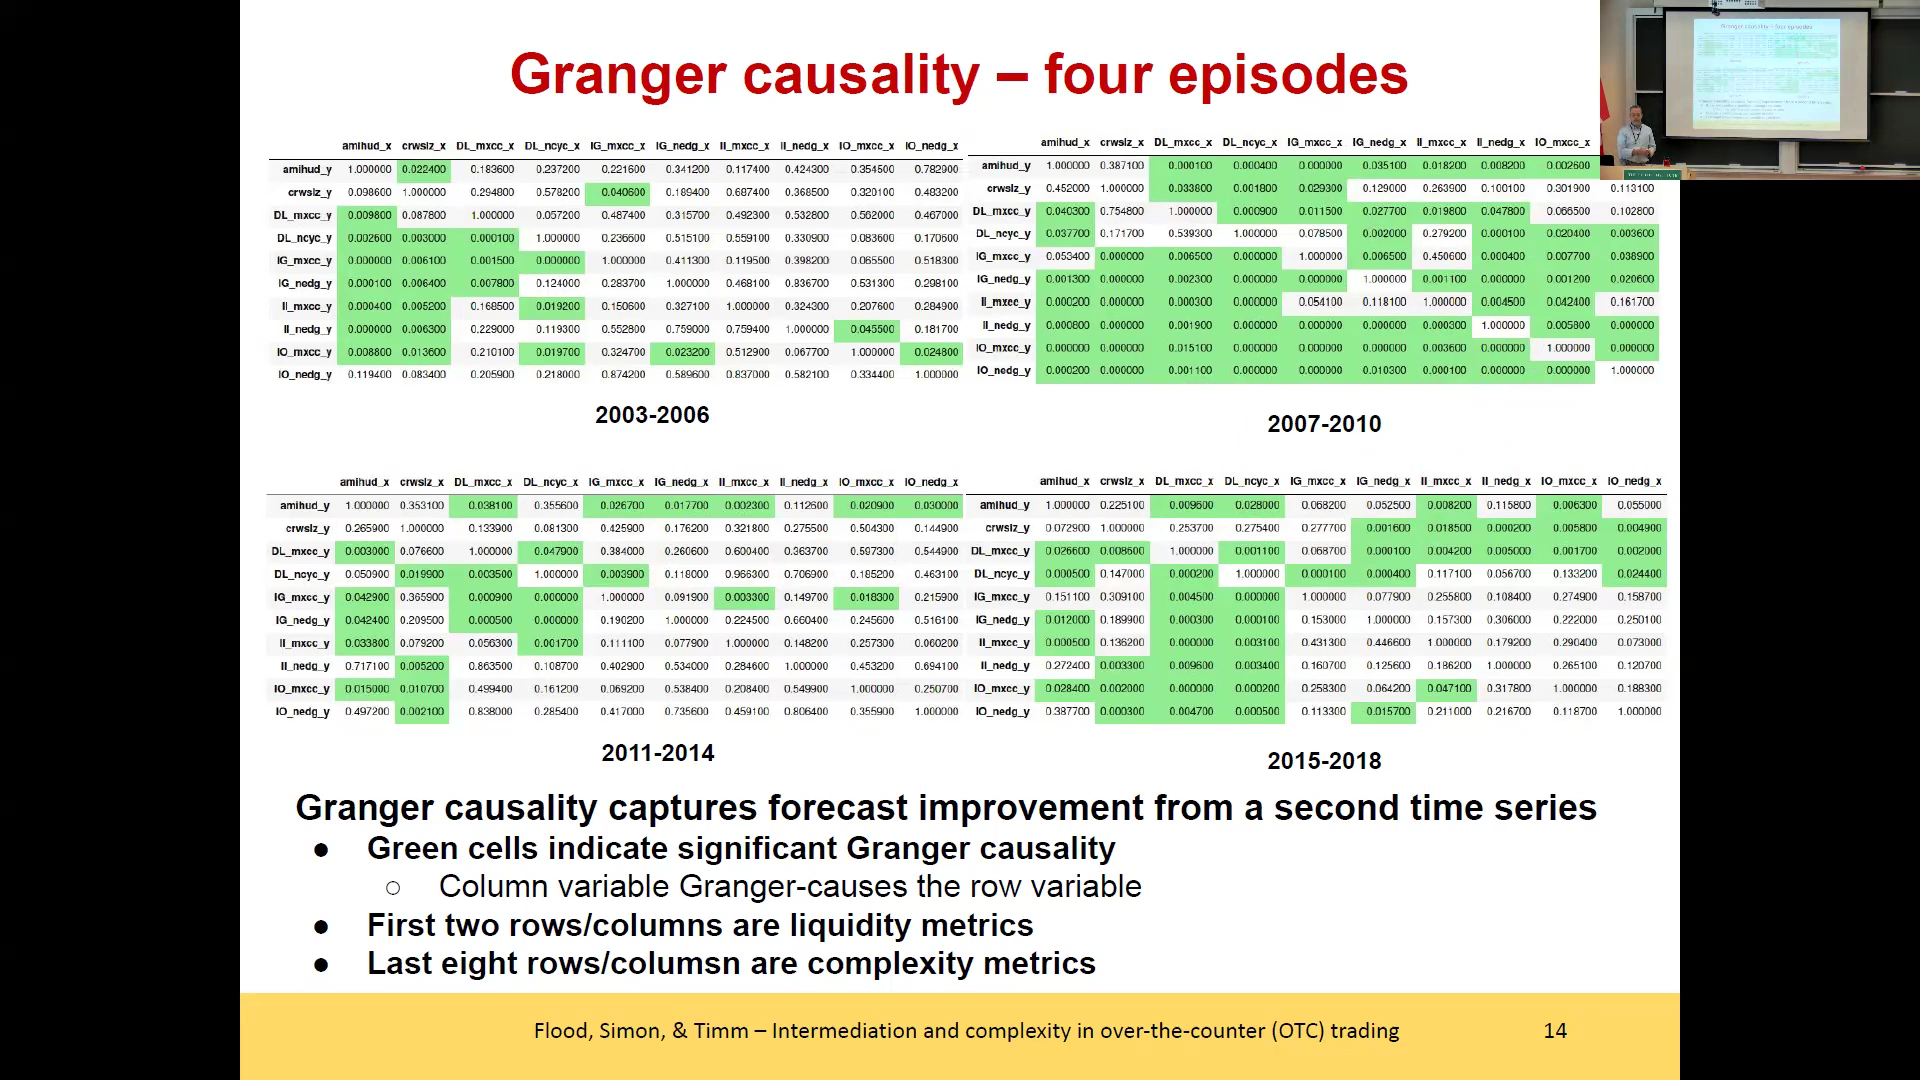 Granger causality – four episodes
amihud_x crwslz_x DL_mxcc_x DL_ncyc_x IG_mxcc_x IG_nedg_x II_mxcc_x II_nedg_x IO_mxcc_x IO_nedg_x
amihud_y 1.000000 0.022400 0.183600 0.237200 0.221600 0.341200 0.117400 0.424300 0.354500 0.782900
crwslz_y 0.098600 1.000000 0.294800 0.578200 0.040600 0.189400 0.687400 0.368500 0.320100 0.483200
DL_mxcc_y 0.009800 0.087800 1.000000 0.057200 0.487400 0.315700 0.492300 0.532800 0.562000 0.467000
DL_ncyc_y 0.002600 0.003000 0.000100 1.000000 0.236600 0.515100 0.559100 0.330900 0.083600 0.170600
IG_mxcc_y 0.000000 0.006100 0.001500 0.000000 1.000000 0.411300 0.119500 0.398200 0.065500 0.518300
IG_nedg_y 0.000100 0.006400 0.007800 0.124000 0.283700 1.000000 0.468100 0.836700 0.531300 0.298100
II_mxcc_y 0.000400 0.005200 0.168500 0.019200 0.150600 0.327100 1.000000 0.324300 0.207600 0.284900
II_nedg_y 0.000000 0.006300 0.229000 0.119300 0.552800 0.759000 0.759400 1.000000 0.045500 0.181700
IO_mxcc_y 0.008800 0.013600 0.210100 0.019700 0.324700 0.023200 0.512900 0.067700 1.000000 0.024800
IO_nedg_y 0.119400 0.083400 0.205900 0.218000 0.874200 0.589600 0.837000 0.582100 0.334400 1.000000
2003-2006
amihud_x crwslz_x DL_mxcc_x DL_ncyc_x IG_mxcc_x IG_nedg_x II_mxcc_x II_nedg_x IO_mxcc_x
amihud_y 1.000000 0.387100 0.000100 0.000400 0.000000 0.035100 0.018200 0.008200 0.002600
crwslz_y 0.452000 1.000000 0.033800 0.001800 0.029300 0.129000 0.263900 0.100100 0.301900 0.113100
DL_mxcc_y 0.040300 0.754800 1.000000 0.000900 0.011500 0.027700 0.019800 0.047800 0.066500 0.102800
DL_ncyc_y 0.037700 0.171700 0.539300 1.000000 0.078500 0.002000 0.279200 0.000100 0.020400 0.003600
IG_mxcc_y 0.053400 0.000000 0.006500 0.000000 1.000000 0.006500 0.450600 0.000400 0.007700 0.038900
IG_nedg_y 0.001300 0.000000 0.002300 0.000000 0.000000 1.000000 0.001100 0.000000 0.001200 0.020600
II_mxcc_y 0.000200 0.000000 0.000300 0.000000 0.054100 0.118100 1.000000 0.004500 0.042400 0.161700
II_nedg_y 0.000800 0.000000 0.001900 0.000000 0.000000 0.000000 0.000300 1.000000 0.005800 0.000000
IO_mxcc_y 0.000000 0.000000 0.015100 0.000000 0.000000 0.000000 0.003600 0.000000 1.000000 0.000000
IO_nedg_y 0.000200 0.000000 0.001100 0.000000 0.000000 0.010300 0.000100 0.000000 0.000000 1.000000
2007-2010
amihud_x crwslz_x DL_mxcc_x DL_ncyc_x IG_mxcc_x IG_nedg_x II_mxcc_x II_nedg_x IO_mxcc_x IO_nedg_x
amihud_y 1.000000 0.353100 0.038100 0.355600 0.026700 0.017700 0.002300 0.112600 0.020900 0.030000
crwslz_y 0.265900 1.000000 0.133900 0.081300 0.425900 0.176200 0.321800 0.275500 0.504300 0.144900
DL_mxcc_y 0.003000 0.076600 1.000000 0.047900 0.384000 0.260600 0.600400 0.363700 0.597300 0.544900
DL_ncyc_y 0.050900 0.019900 0.003500 1.000000 0.003900 0.118000 0.966300 0.706900 0.185200 0.463100
IG_mxcc_y 0.042900 0.365900 0.000900 0.000000 1.000000 0.091900 0.003300 0.149700 0.018300 0.215900
IG_nedg_y 0.042400 0.209500 0.000500 0.000000 0.190200 1.000000 0.224500 0.660400 0.245600 0.516100
II_mxcc_y 0.033800 0.079200 0.056300 0.001700 0.111100 0.077900 1.000000 0.148200 0.257300 0.060200
II_nedg_y 0.717100 0.005200 0.863500 0.108700 0.402900 0.534000 0.284600 1.000000 0.453200 0.694100
IO_mxcc_y 0.015000 0.010700 0.499400 0.161200 0.069200 0.538400 0.208400 0.549900 1.000000 0.250700
IO_nedg_y 0.497200 0.002100 0.838000 0.285400 0.417000 0.735600 0.459100 0.806400 0.355900 1.000000
2011-2014
amihud_x crwslz_x DL_mxcc_x DL_ncyc_x IG_mxcc_x IG_nedg_x II_mxcc_x II_nedg_x IO_mxcc_x IO_nedg_x
amihud_y 1.000000 0.225100 0.009600 0.028000 0.068200 0.052500 0.008200 0.115800 0.006300 0.055000
crwslz_y 0.072900 1.000000 0.253700 0.275400 0.277700 0.001600 0.018500 0.000200 0.005800 0.004900
DL_mxcc_y 0.026600 0.008600 1.000000 0.001100 0.068700 0.000100 0.004200 0.005000 0.001700 0.002000
DL_ncyc_y 0.000500 0.147000 0.000200 1.000000 0.000100 0.000400 0.117100 0.056700 0.133200 0.024400
IG_mxcc_y 0.151100 0.309100 0.004500 0.000000 1.000000 0.077900 0.255800 0.108400 0.274900 0.158700
IG_nedg_y 0.012000 0.189900 0.000300 0.000100 0.153000 1.000000 0.157300 0.306000 0.222000 0.250100
II_mxcc_y 0.000500 0.136200 0.000000 0.003100 0.431300 0.446600 1.000000 0.179200 0.290400 0.073000
II_nedg_y 0.272400 0.003300 0.009600 0.003400 0.160700 0.125600 0.186200 1.000000 0.265100 0.120700
IO_mxcc_y 0.028400 0.002000 0.000000 0.000200 0.258300 0.064200 0.047100 0.317800 1.000000 0.188300
IO_nedg_y 0.387700 0.000300 0.004700 0.000500 0.113300 0.015700 0.211000 0.216700 0.118700 1.000000
2015-2018
Granger causality captures forecast improvement from a second time series
● Green cells indicate significant Granger causality
○ Column variable Granger-causes the row variable
● First two rows/columns are liquidity metrics
● Last eight rows/columsn are complexity metrics
Flood, Simon, & Timm – Intermediation and complexity in over-the-counter (OTC) trading 14
Granger causality – four episodes